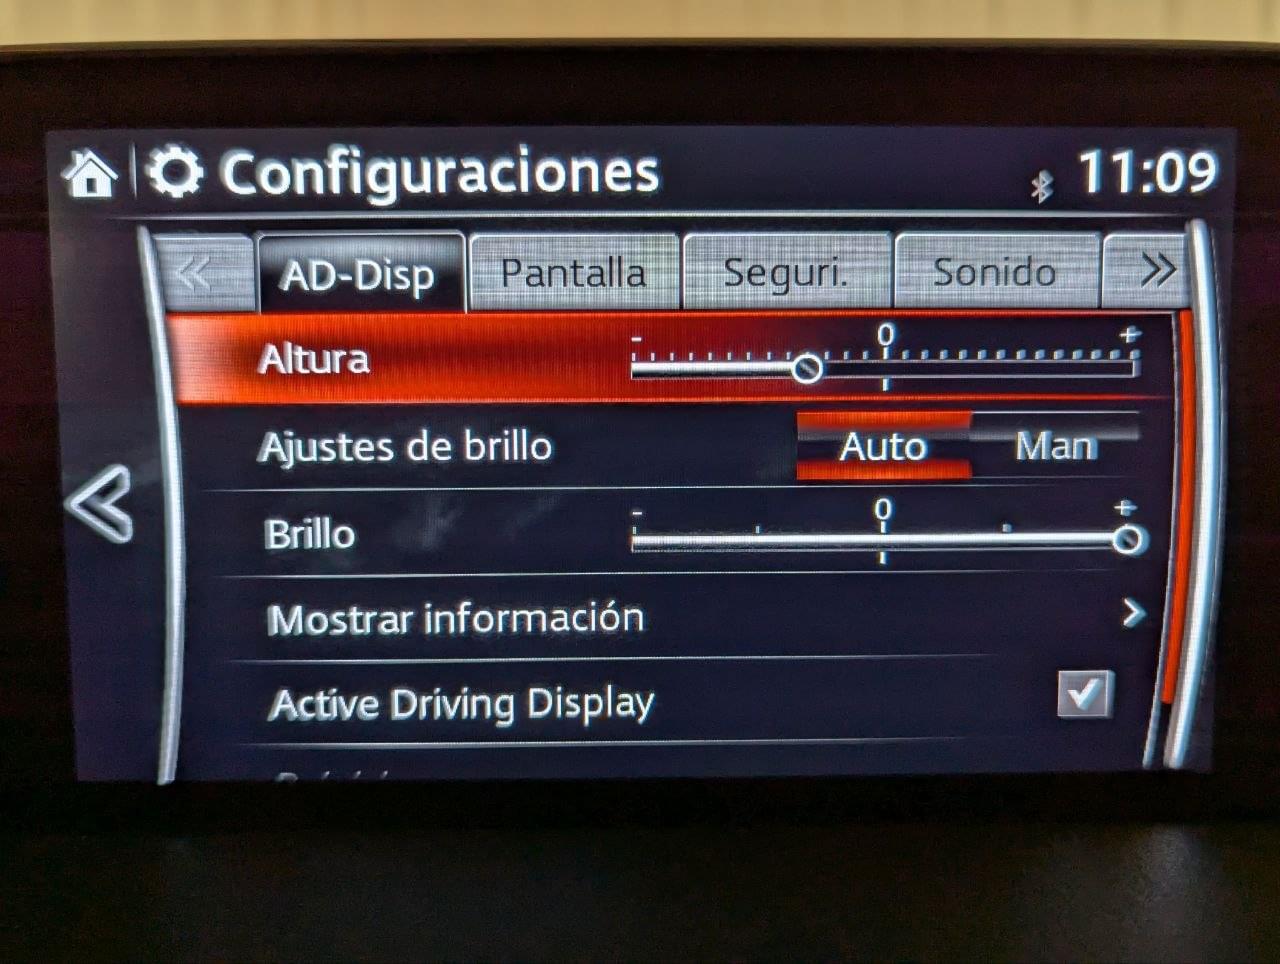 Configuraciones 11:09
AD-Disp Pantalla Seguri. Sonido
Altura - 0 +
Ajustes de brillo Auto Man
Brillo - 0 +
Mostrar información
Active Driving Display